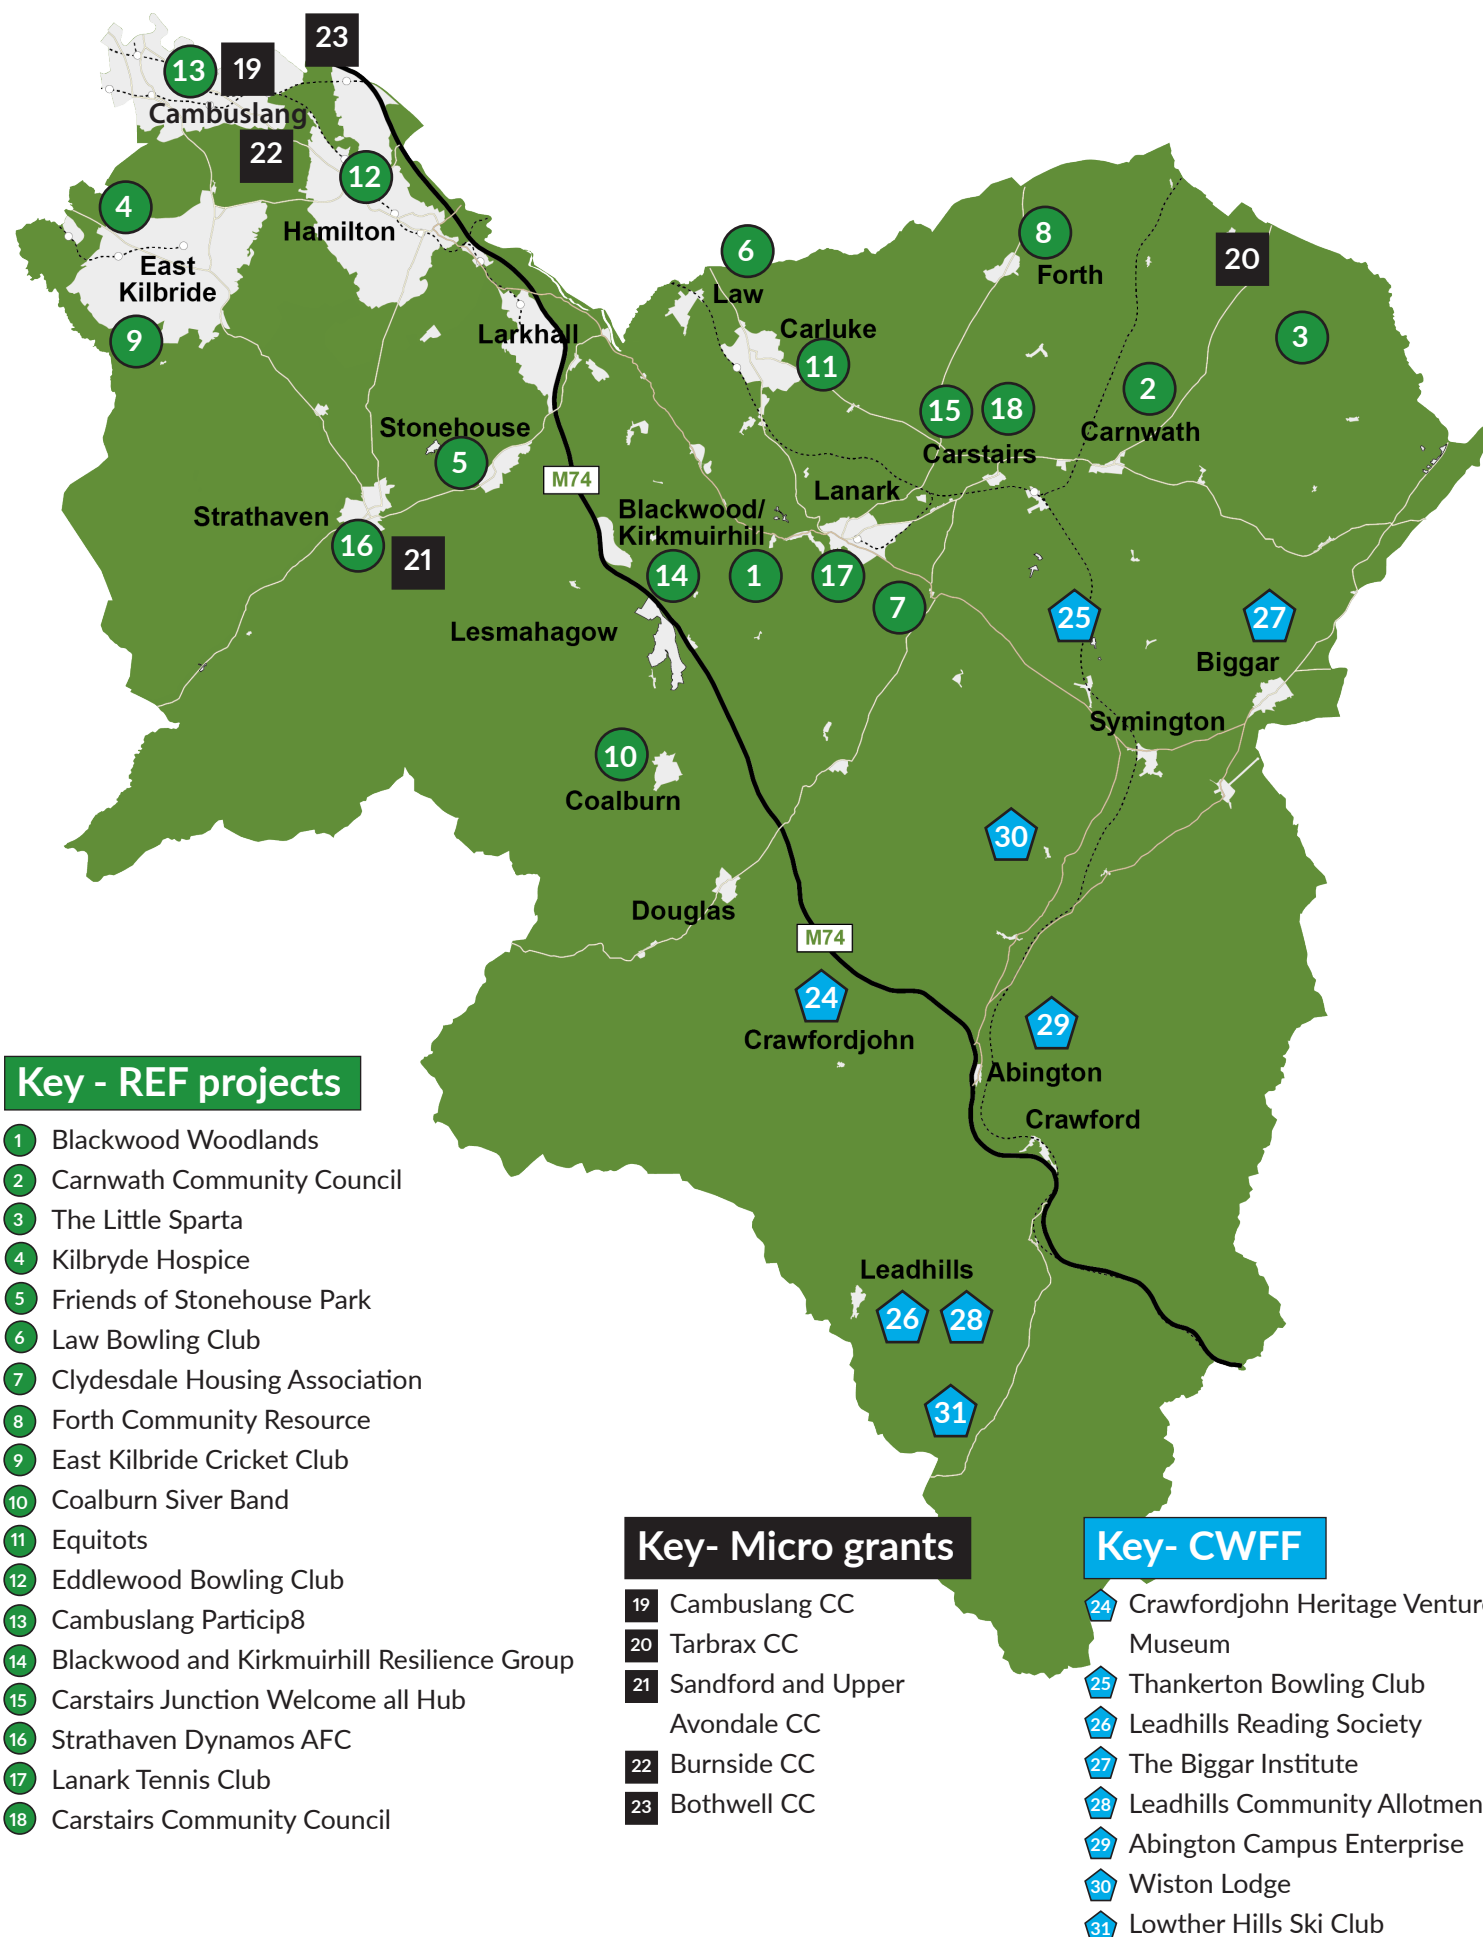 23
13
19
Cambuslang
22
12
4
Hamilton
East
Kilbride
9
6
Law
8
Forth
20
3
Larkhall
Carluke
11
2
Carnwath
15
18
Carstairs
Stonehouse
5
M74
Lanark
Strathaven
16
21
Blackwood/
Kirkmuirhill
14
1
17
7
25
27
Biggar
Lesmahagow
Symington
10
Coalburn
30
Douglas
M74
24
Crawfordjohn
29
Abington
Crawford
Leadhills
26
28
31
Key - REF projects
1 Blackwood Woodlands
2 Carnwath Community Council
3 The Little Sparta
4 Kilbryde Hospice
5 Friends of Stonehouse Park
6 Law Bowling Club
7 Clydesdale Housing Association
8 Forth Community Resource
9 East Kilbride Cricket Club
10 Coalburn Siver Band
11 Equitots
12 Eddlewood Bowling Club
13 Cambuslang Particip8
14 Blackwood and Kirkmuirhill Resilience Group
15 Carstairs Junction Welcome all Hub
16 Strathaven Dynamos AFC
17 Lanark Tennis Club
18 Carstairs Community Council
Key- Micro grants
19 Cambuslang CC
20 Tarbrax CC
21 Sandford and Upper
Avondale CC
22 Burnside CC
23 Bothwell CC
Key- CWFF
24 Crawfordjohn Heritage Venture
Museum
25 Thankerton Bowling Club
26 Leadhills Reading Society
27 The Biggar Institute
28 Leadhills Community Allotmen
29 Abington Campus Enterprise
30 Wiston Lodge
31 Lowther Hills Ski Club